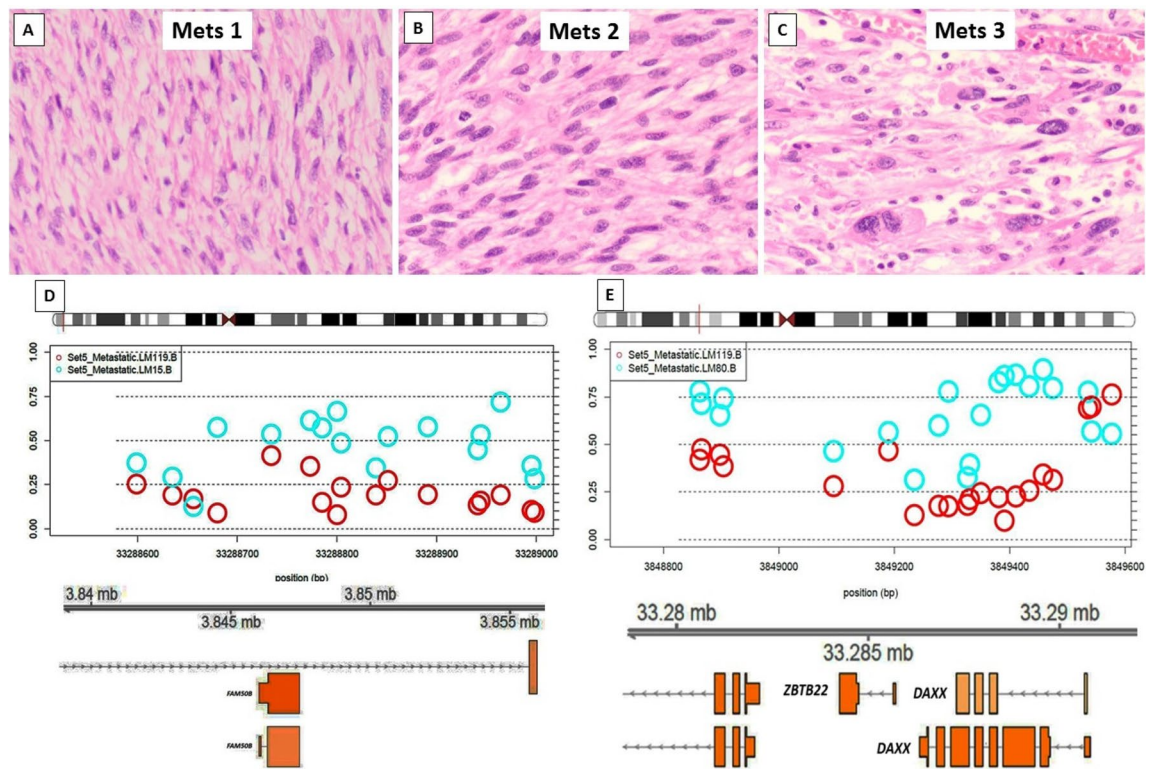 A
Mets 1
B
Mets 2
C
Mets 3
D
1.00
0.75
0.50
0.25
0.00
Set5_Metastatic.LM119.B
Set5_Metastatic.LM15.B
33288600
33288700
33288800
33288900
33289000
position (bp)
3.84 mb
3.85 mb
3.845 mb
3.855 mb
FAM50B
FAM50B
E
1.00
0.75
0.50
0.25
0.00
Set5_Metastatic.LM119.B
Set5_Metastatic.LM80.B
3848800
3849000
3849200
3849400
3849600
position (bp)
33.28 mb
33.29 mb
33.285 mb
ZBTB22
DAXX
DAXX